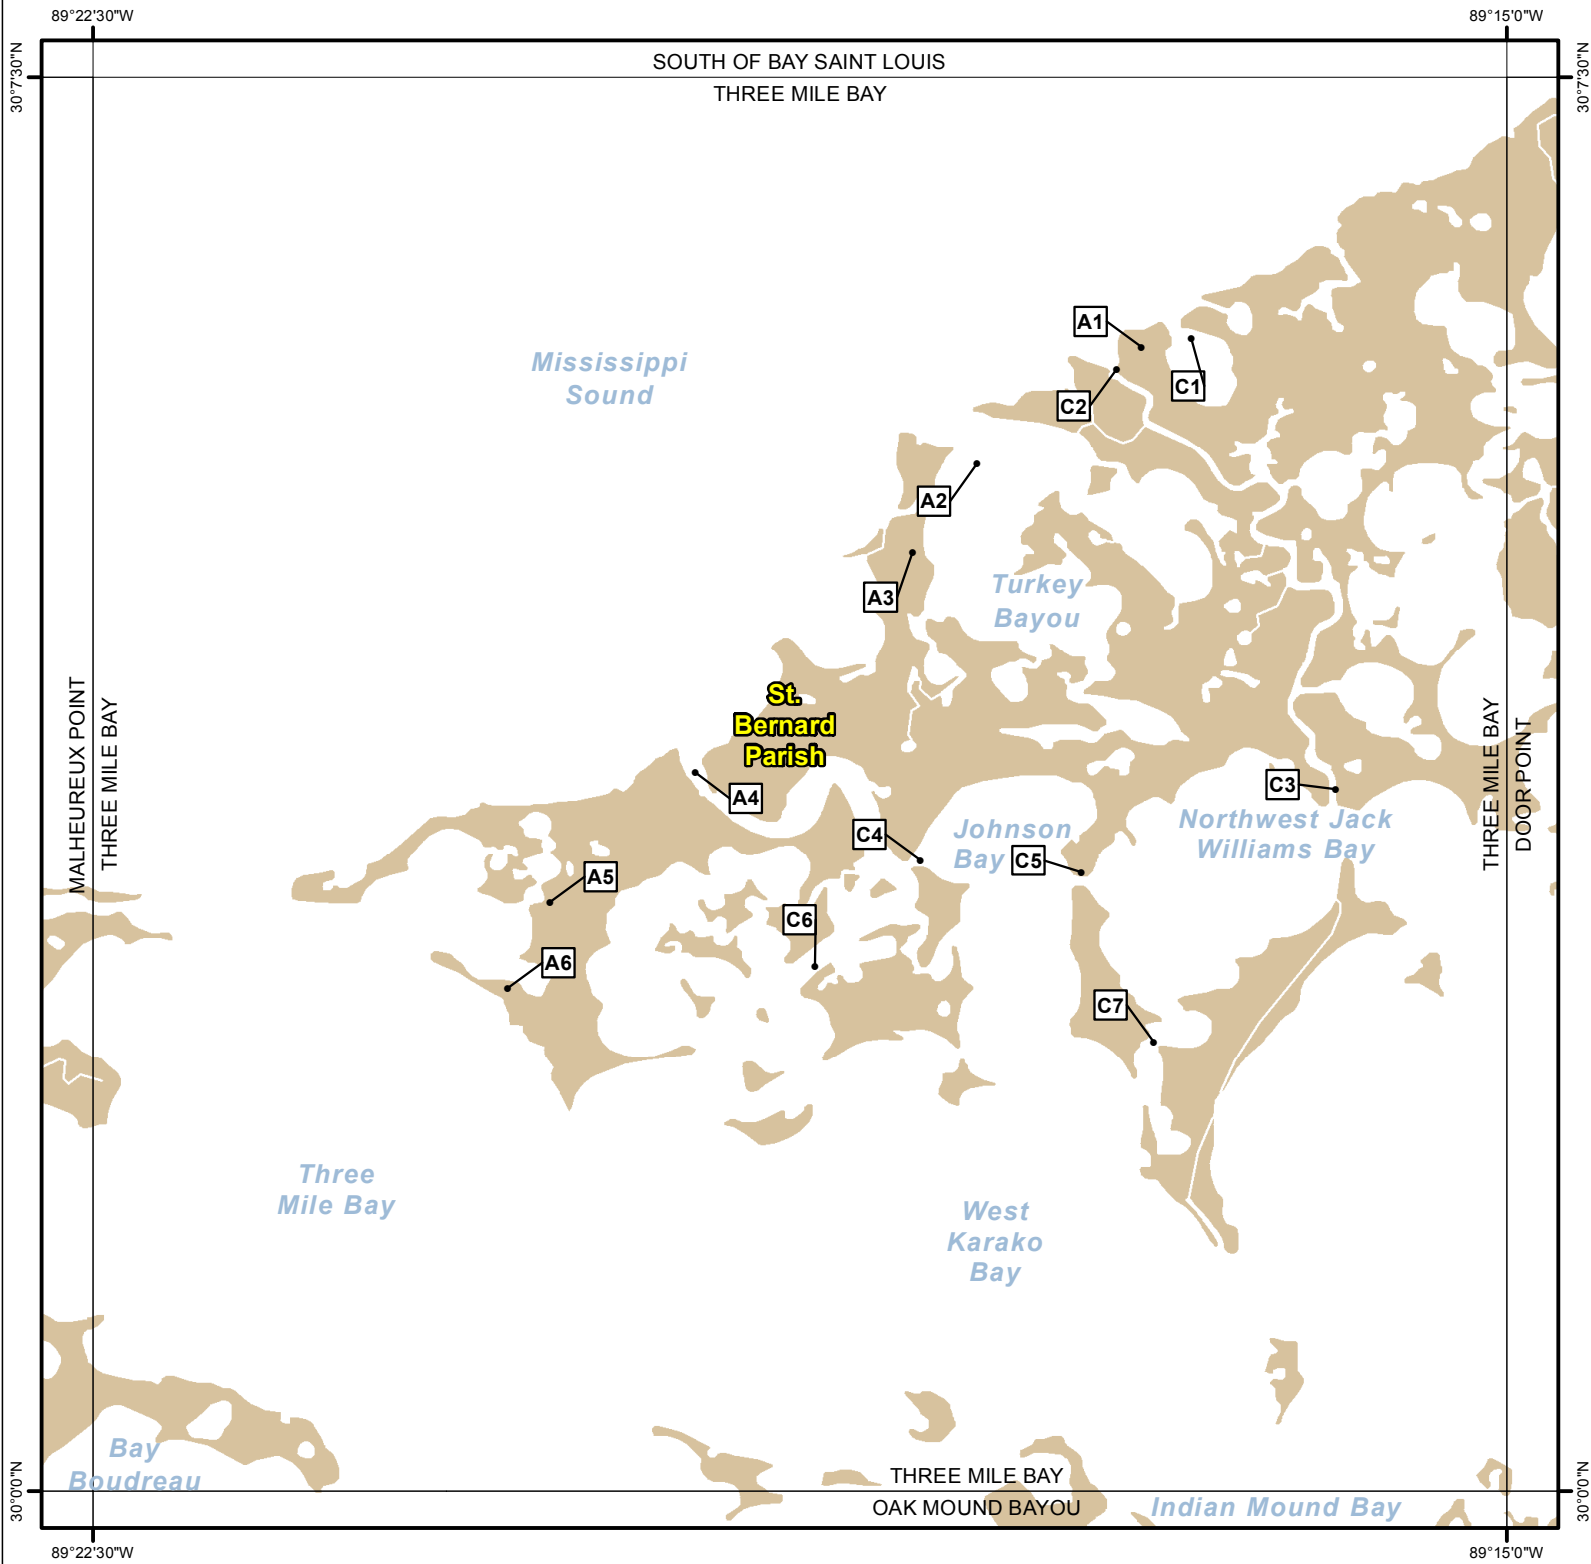 89°22'30"W
89°15'0"W
30°7'30"N
30°7'30"N
SOUTH OF BAY SAINT LOUIS
THREE MILE BAY
A1
Mississippi
Sound
C1
C2
A2
Turkey
Bayou
A3
St.
Bernard
Parish
MALHEUREUX POINT
THREE MILE BAY
THREE MILE BAY
DOOR POINT
C3
A4
Northwest Jack
Williams Bay
Johnson
Bay
C4
C5
A5
C6
A6
C7
Three
Mile Bay
West
Karako
Bay
Bay
Boudreau
THREE MILE BAY
OAK MOUND BAYOU
Indian Mound Bay
30°0'0"N
30°0'0"N
89°22'30"W
89°15'0"W